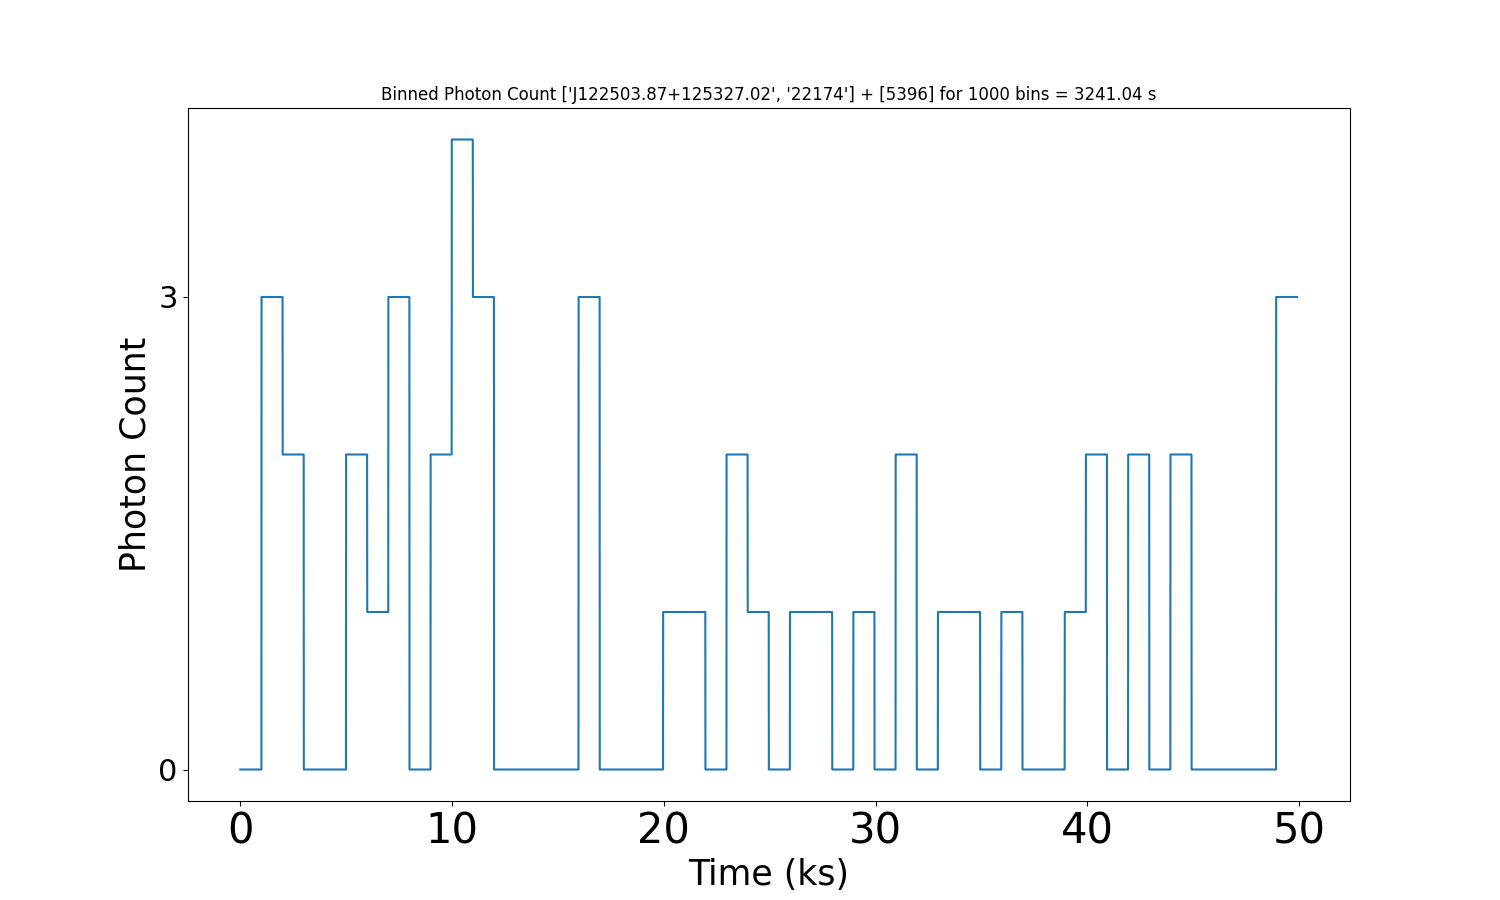 Binned Photon Count ['J122503.87+125327.02', '22174'] + [5396] for 1000 bins = 3241.04 s
3
0
Photon Count
0 10 20 30 40 50
Time (ks)